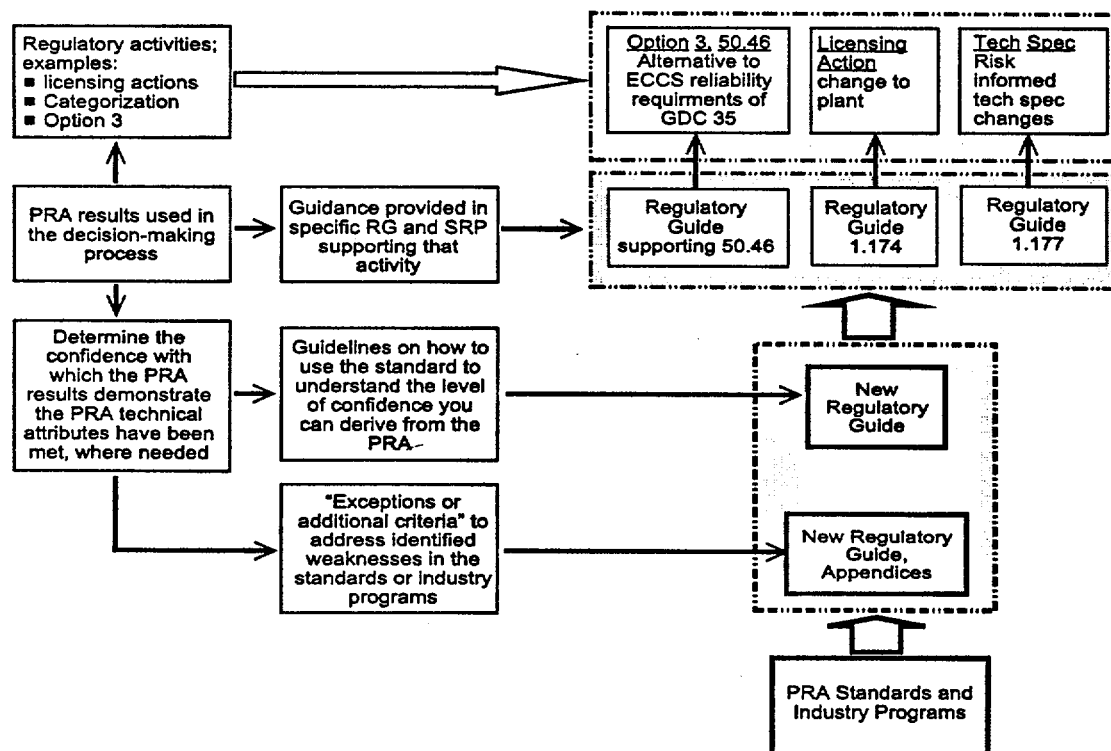 Regulatory activities;
examples:
■ licensing actions
■ Categorization
■ Option 3
Option 3, 50.46
Alternative to
ECCS reliability
requirments of
GDC 35
Licensing
Action
change to
plant
Tech Spec
Risk
informed
tech spec
changes
PRA results used in
the decision-making
process
Guidance provided in
specific RG and SRP
supporting that
activity
Regulatory
Guide
supporting 50.46
Regulatory
Guide
1.174
Regulatory
Guide
1.177
Determine the
confidence with
which the PRA
results demonstrate
the PRA technical
attributes have been
met, where needed
Guidelines on how to
use the standard to
understand the level
of confidence you
can derive from the
PRA
New
Regulatory
Guide
"Exceptions or
additional criteria" to
address identified
weaknesses in the
standards or industry
programs
New Regulatory
Guide,
Appendices
PRA Standards and
Industry Programs